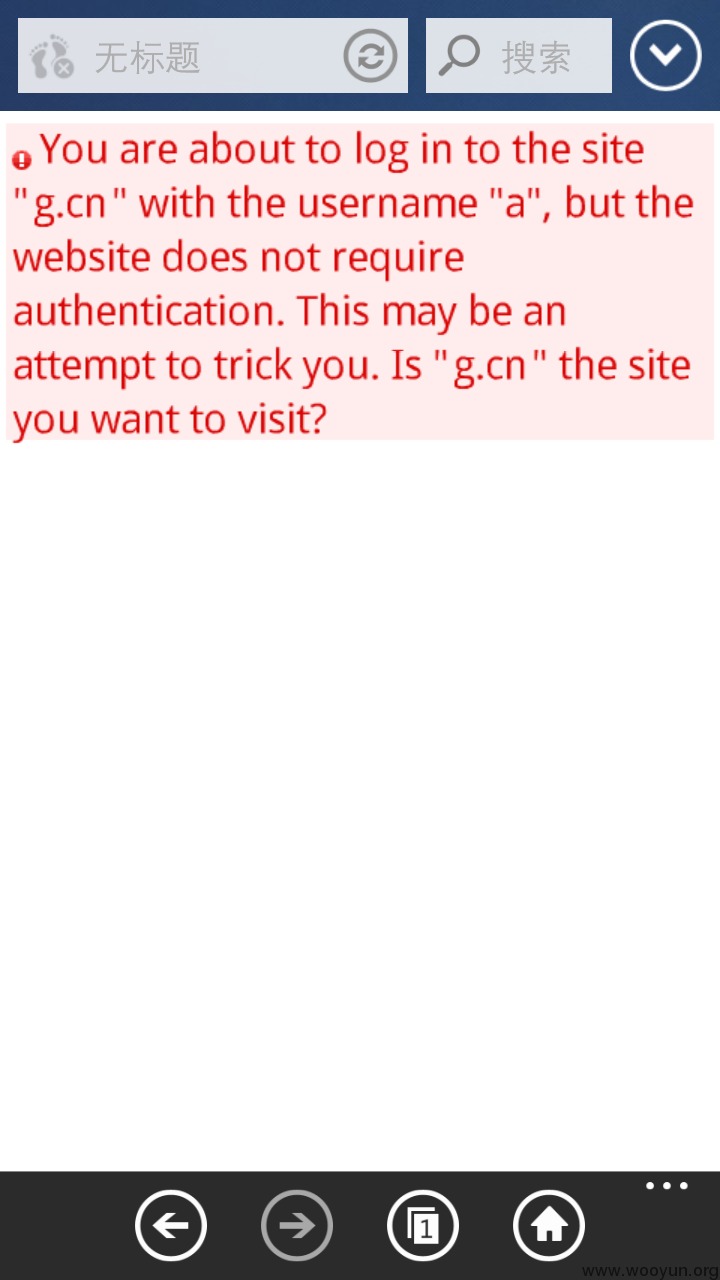 无标题
搜索
You are about to log in to the site
"g.cn" with the username "a", but the
website does not require
authentication. This may be an
attempt to trick you. Is "g.cn" the site
you want to visit?
1
www.wooyun.org